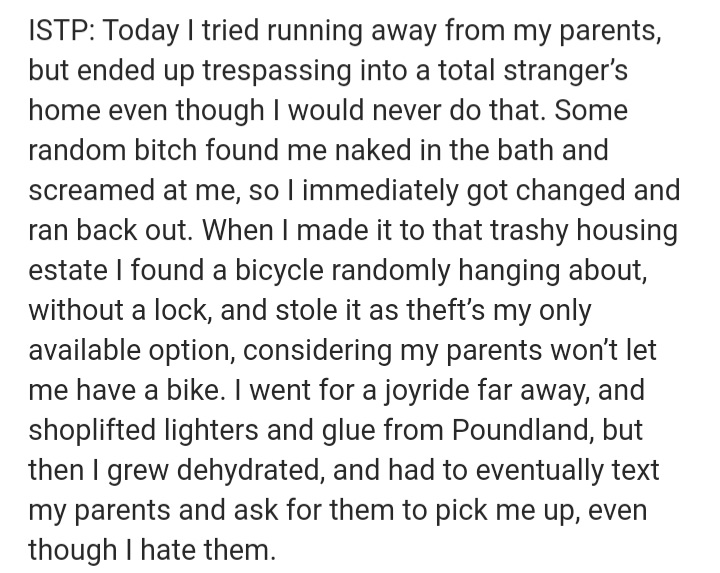 ISTP: Today I tried running away from my parents,
but ended up trespassing into a total stranger’s
home even though I would never do that. Some
random bitch found me naked in the bath and
screamed at me, so I immediately got changed and
ran back out. When I made it to that trashy housing
estate I found a bicycle randomly hanging about,
without a lock, and stole it as theft’s my only
available option, considering my parents won’t let
me have a bike. I went for a joyride far away, and
shoplifted lighters and glue from Poundland, but
then I grew dehydrated, and had to eventually text
my parents and ask for them to pick me up, even
though I hate them.